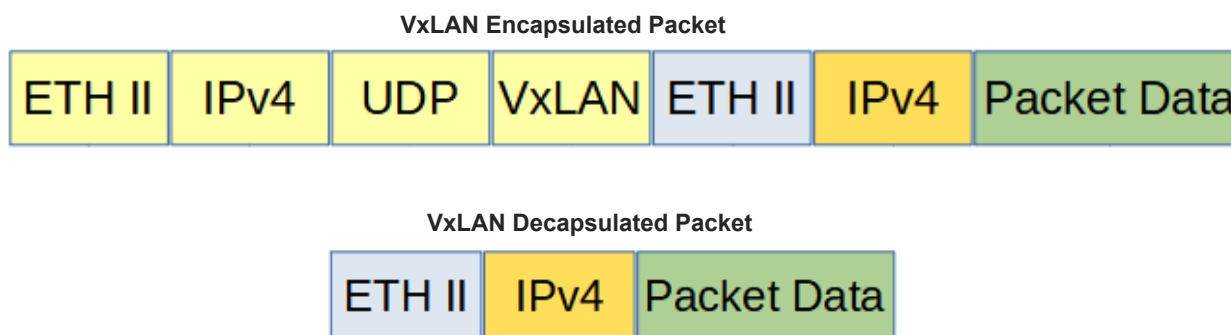 VxLAN Encapsulated Packet
ETH II IPv4 UDP VxLAN ETH II IPv4 Packet Data
VxLAN Decapsulated Packet
ETH II IPv4 Packet Data